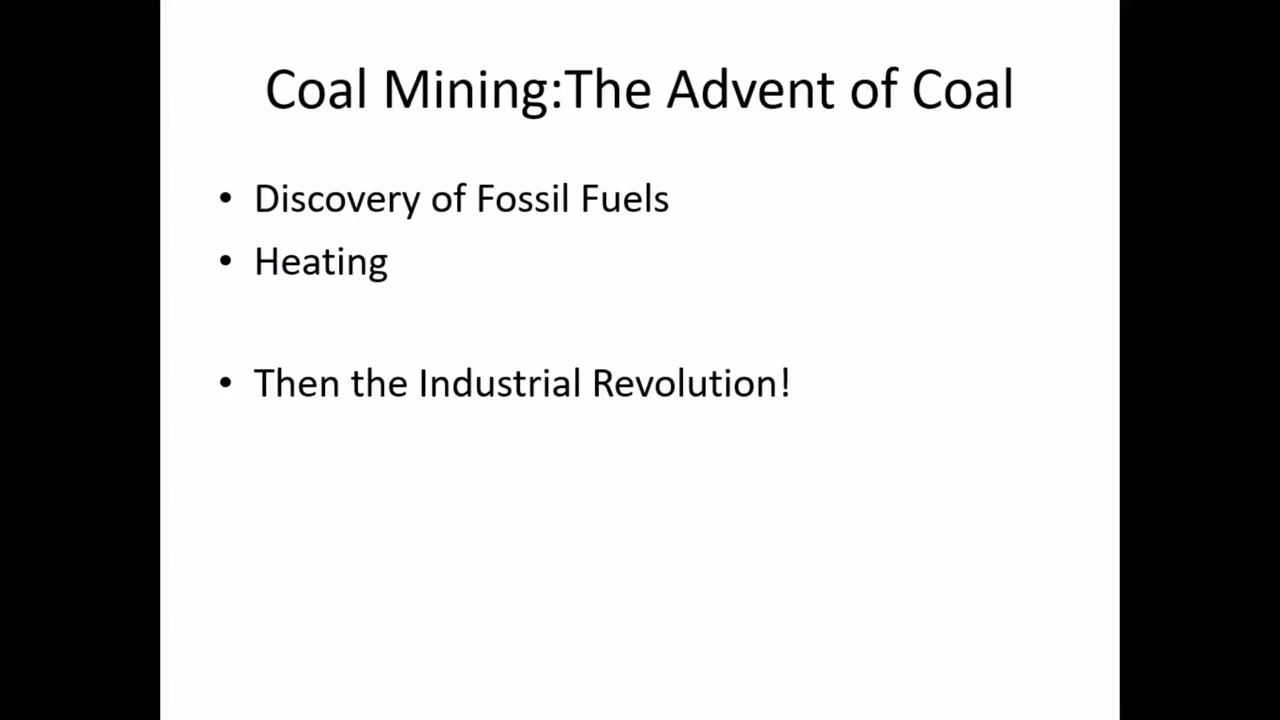 Coal Mining:The Advent of Coal
• Discovery of Fossil Fuels
• Heating
• Then the Industrial Revolution!